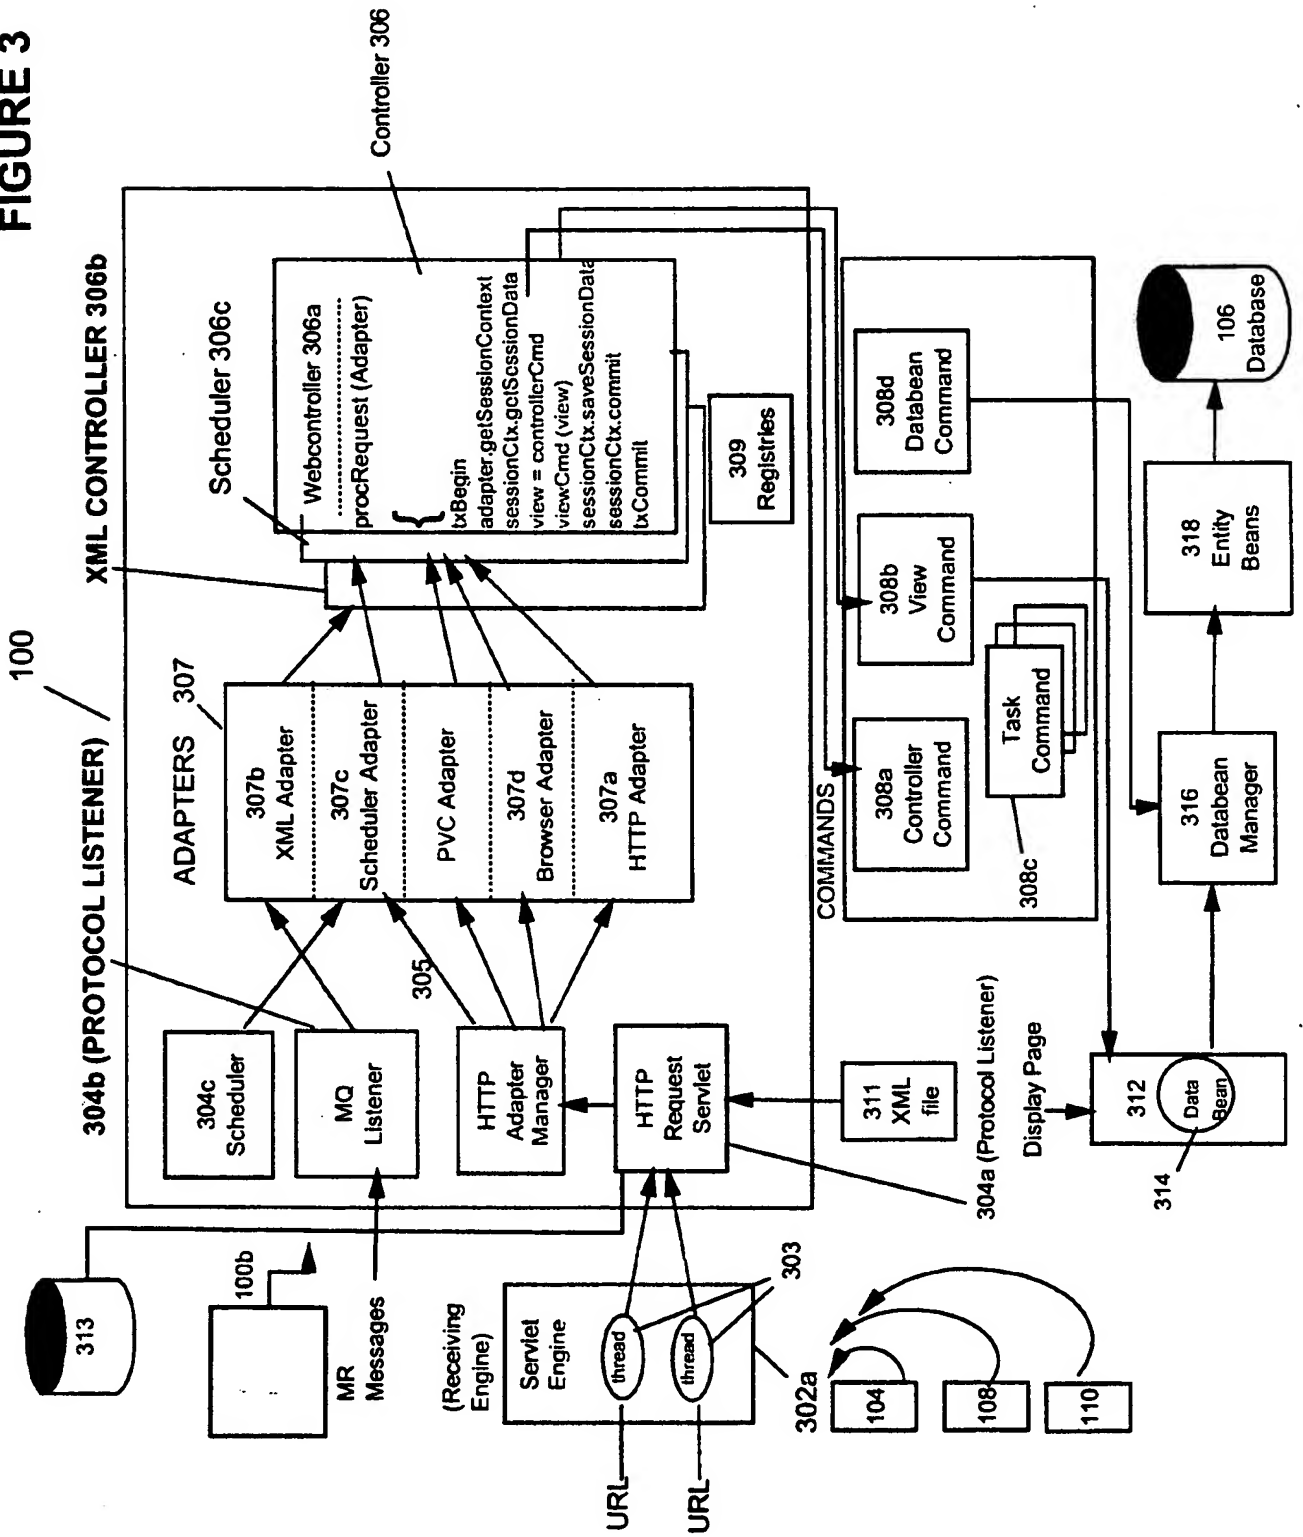 FIGURE 3
100
XML CONTROLLER 306b
Scheduler 306c
Controller 306
Webcontroller 306a
procRequest (Adapter)
{
txBegin
adapter.getSessionContext
sessionCtx.getSessionData
view = controllerCmd
viewCmd (view)
sessionCtx.saveSessionData
sessionCtx.commit
txCommit
309
Registries
ADAPTERS 307
307b
XML Adapter
307c
Scheduler Adapter
PVC Adapter
307d
Browser Adapter
307a
HTTP Adapter
304b (PROTOCOL LISTENER)
304c
Scheduler
MQ
Listener
305
HTTP
Adapter
Manager
HTTP
Request
Servlet
313
100b
MR
Messages
(Receiving
Engine)
Servlet
Engine
thread
thread
303
URL
URL
302a
104
108
110
311
XML
file
304a (Protocol Listener)
Display Page
312
Data
Bean
314
COMMANDS
308a
Controller
Command
308b
View
Command
308d
Databean
Command
Task
Command
308c
316
Databean
Manager
318
Entity
Beans
106
Database